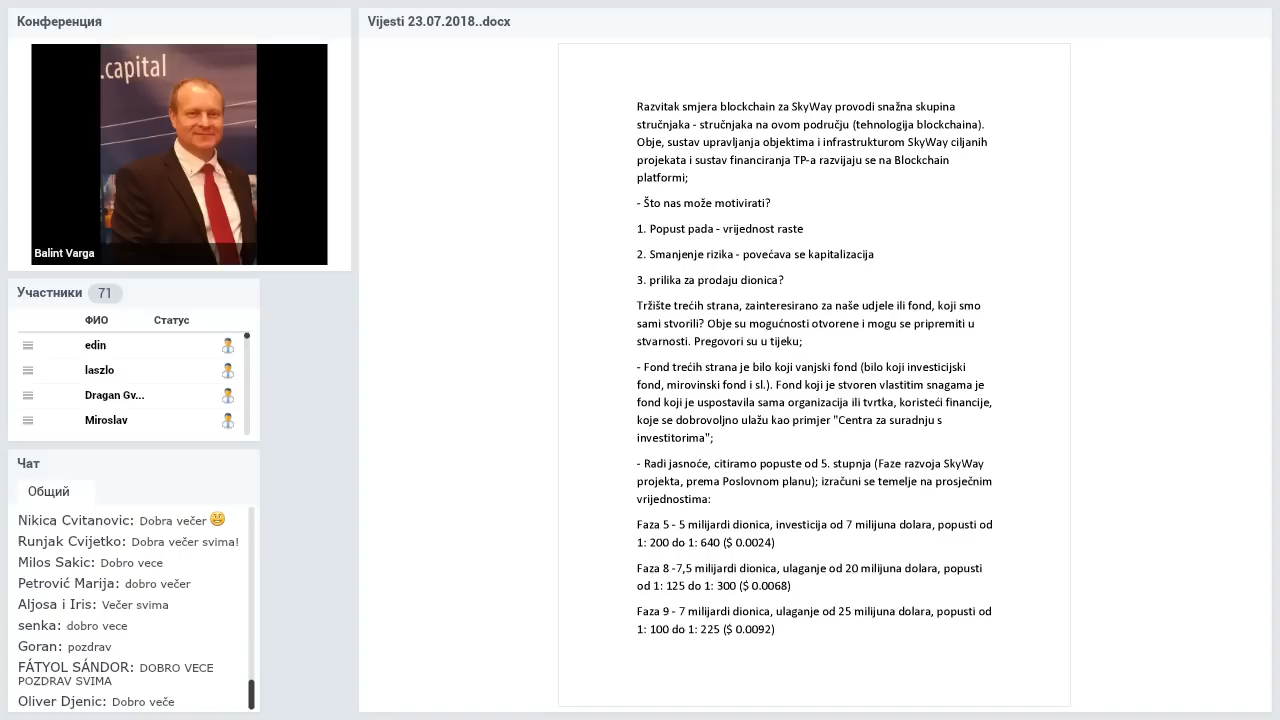 Конференция
.capital
Balint Varga
Участники 71
ФИО Статус
edin
laszlo
Dragan Gv...
Miroslav
Чат
Общий
Nikica Cvitanovic: Dobra večer
Runjak Cvijetko: Dobra večer svima!
Milos Sakic: Dobro vece
Petrović Marija: dobro večer
Aljosa i Iris: Večer svima
senka: dobro vece
Goran: pozdrav
FÁTYOL SÁNDOR: DOBRO VECE
POZDRAV SVIMA
Oliver Djenic: Dobro veče
Vijesti 23.07.2018..docx
Razvitak smjera blockchain za SkyWay provodi snažna skupina
stručnjaka - stručnjaka na ovom području (tehnologija blockchaina).
Obje, sustav upravljanja objektima i infrastrukturom SkyWay ciljanih
projekata i sustav financiranja TP-a razvijaju se na Blockchain
platformi;
- Što nas može motivirati?
1. Popust pada - vrijednost raste
2. Smanjenje rizika - povećava se kapitalizacija
3. prilika za prodaju dionica?
Tržište trećih strana, zainteresirano za naše udjele ili fond, koji smo
sami stvorili? Obje su mogućnosti otvorene i mogu se pripremiti u
stvarnosti. Pregovori su u tijeku;
- Fond trećih strana je bilo koji vanjski fond (bilo koji investicijski
fond, mirovinski fond i sl.). Fond koji je stvoren vlastitim snagama je
fond koji je uspostavila sama organizacija ili tvrtka, koristeći financije,
koje se dobrovoljno ulažu kao primjer "Centra za suradnju s
investitorima";
- Radi jasnoće, citiramo popuste od 5. stupnja (Faze razvoja SkyWay
projekta, prema Poslovnom planu); izračuni se temelje na prosječnim
vrijednostima:
Faza 5 - 5 milijardi dionica, investicija od 7 milijuna dolara, popusti od
1: 200 do 1: 640 ($ 0.0024)
Faza 8 -7,5 milijardi dionica, ulaganje od 20 milijuna dolara, popusti
od 1: 125 do 1: 300 ($ 0.0068)
Faza 9 - 7 milijardi dionica, ulaganje od 25 milijuna dolara, popusti od
1: 100 do 1: 225 ($ 0.0092)